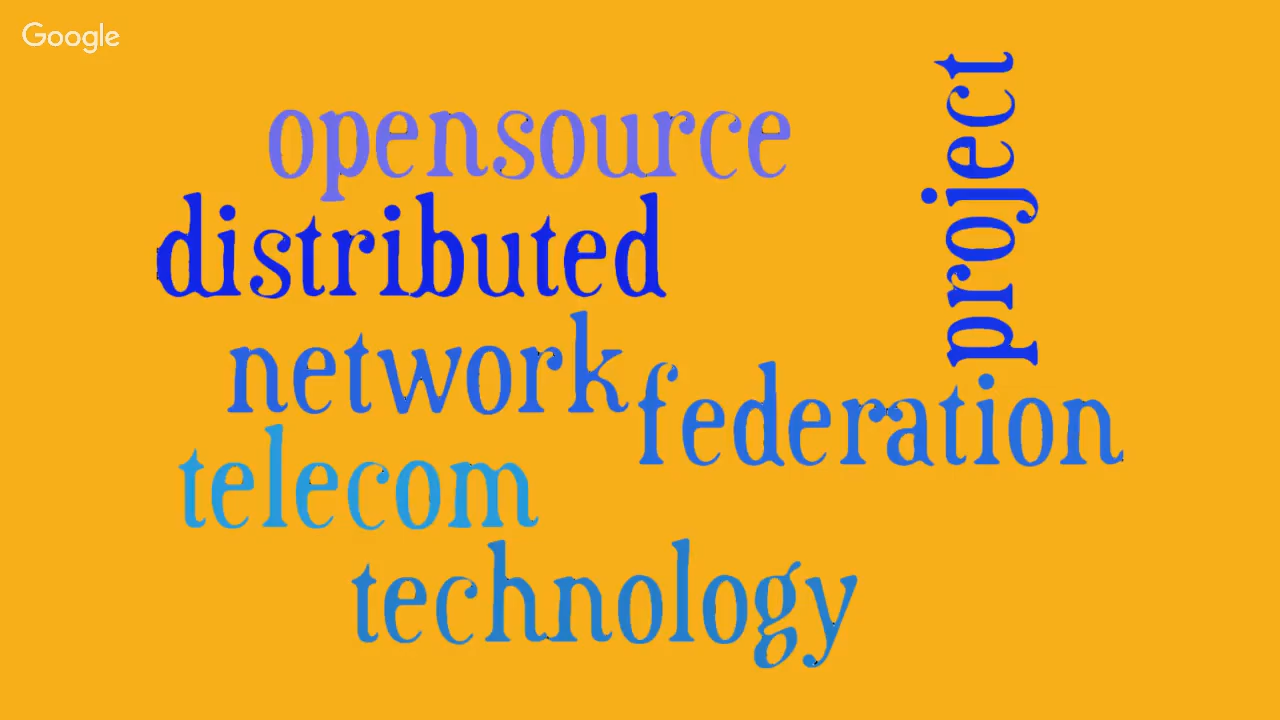 Google
opensource
project
distributed
network
federation
telecom
technology